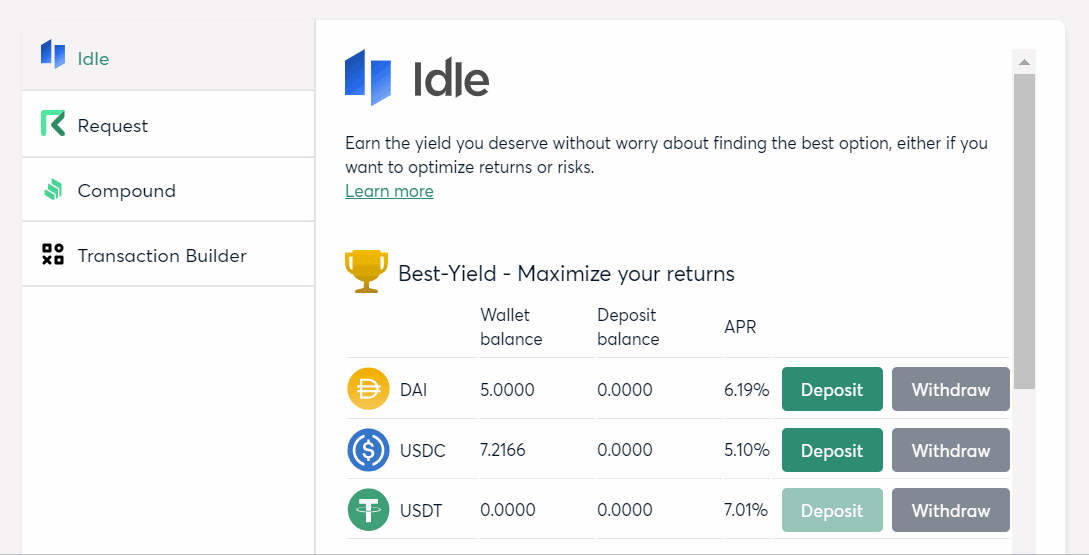 Idle
Request
Compound
Transaction Builder
Idle
Earn the yield you deserve without worry about finding the best option, either if you
want to optimize returns or risks.
Learn more
Best-Yield - Maximize your returns
Wallet balance Deposit balance APR
DAI 5.0000 0.0000 6.19% Deposit Withdraw
USDC 7.2166 0.0000 5.10% Deposit Withdraw
USDT 0.0000 0.0000 7.01% Deposit Withdraw